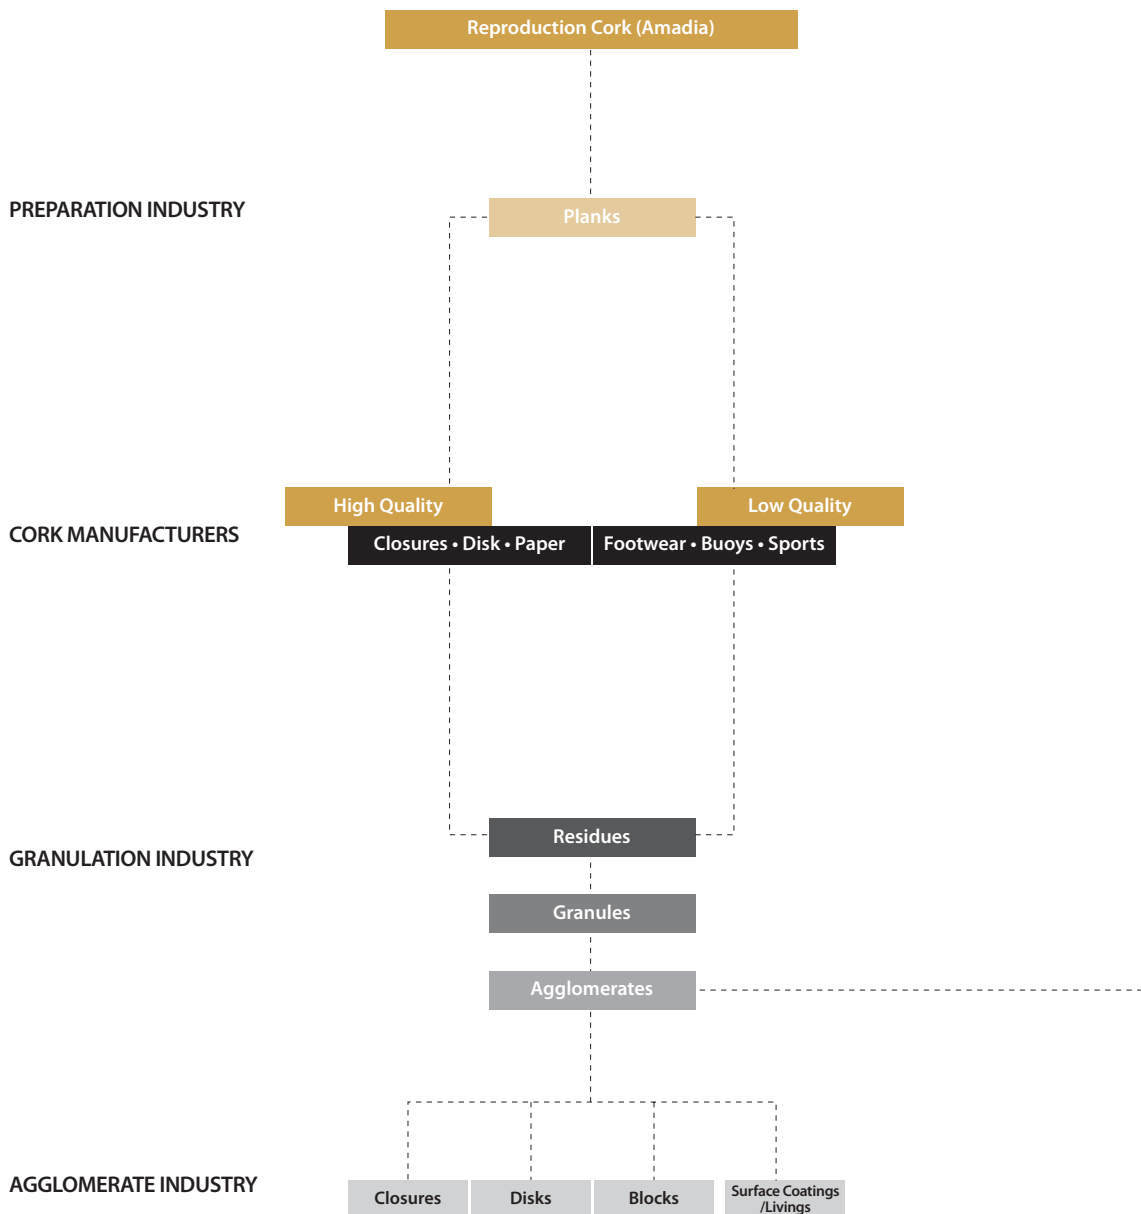 Reproduction Cork (Amadia)
PREPARATION INDUSTRY
Planks
High Quality
Low Quality
CORK MANUFACTURERS
Closures • Disk • Paper
Footwear • Buoys • Sports
Residues
GRANULATION INDUSTRY
Granules
Agglomerates
AGGLOMERATE INDUSTRY
Closures
Disks
Blocks
Surface Coatings
/Livings